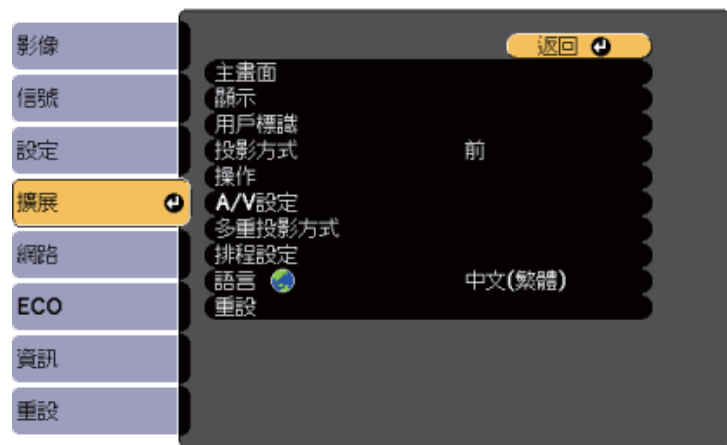 影像
信號
設定
擴展
網路
ECO
資訊
重設
返回
主畫面
顯示
用戶標識
投影方式 前
操作
A/V設定
多重投影方式
排程設定
語言 中文(繁體)
重設